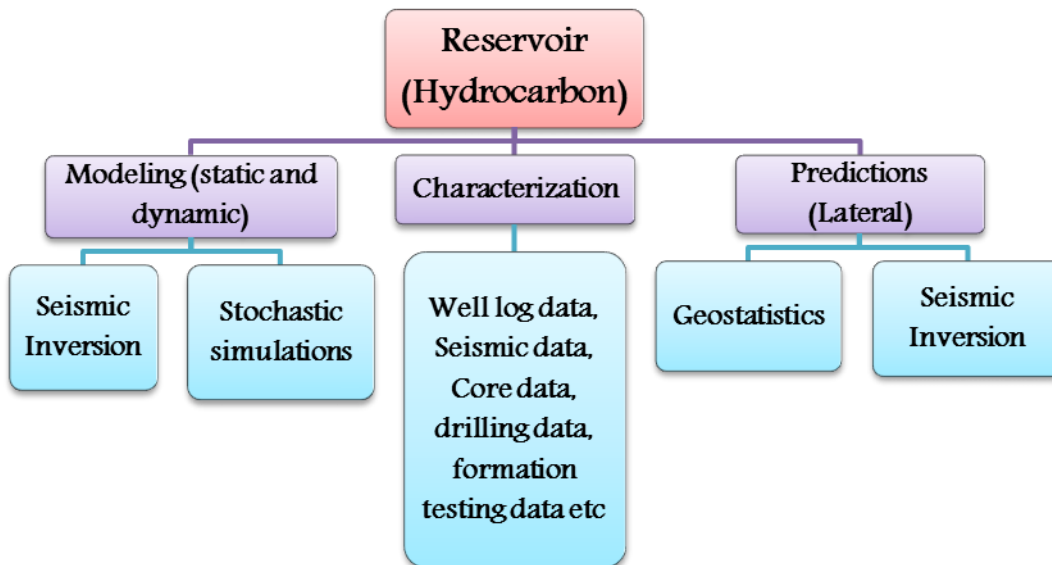 Reservoir
(Hydrocarbon)
Modeling (static and
dynamic)
Characterization
Predictions
(Lateral)
Seismic
Inversion
Stochastic
simulations
Well log data,
Seismic data,
Core data,
drilling data,
formation
testing data etc
Geostatistics
Seismic
Inversion